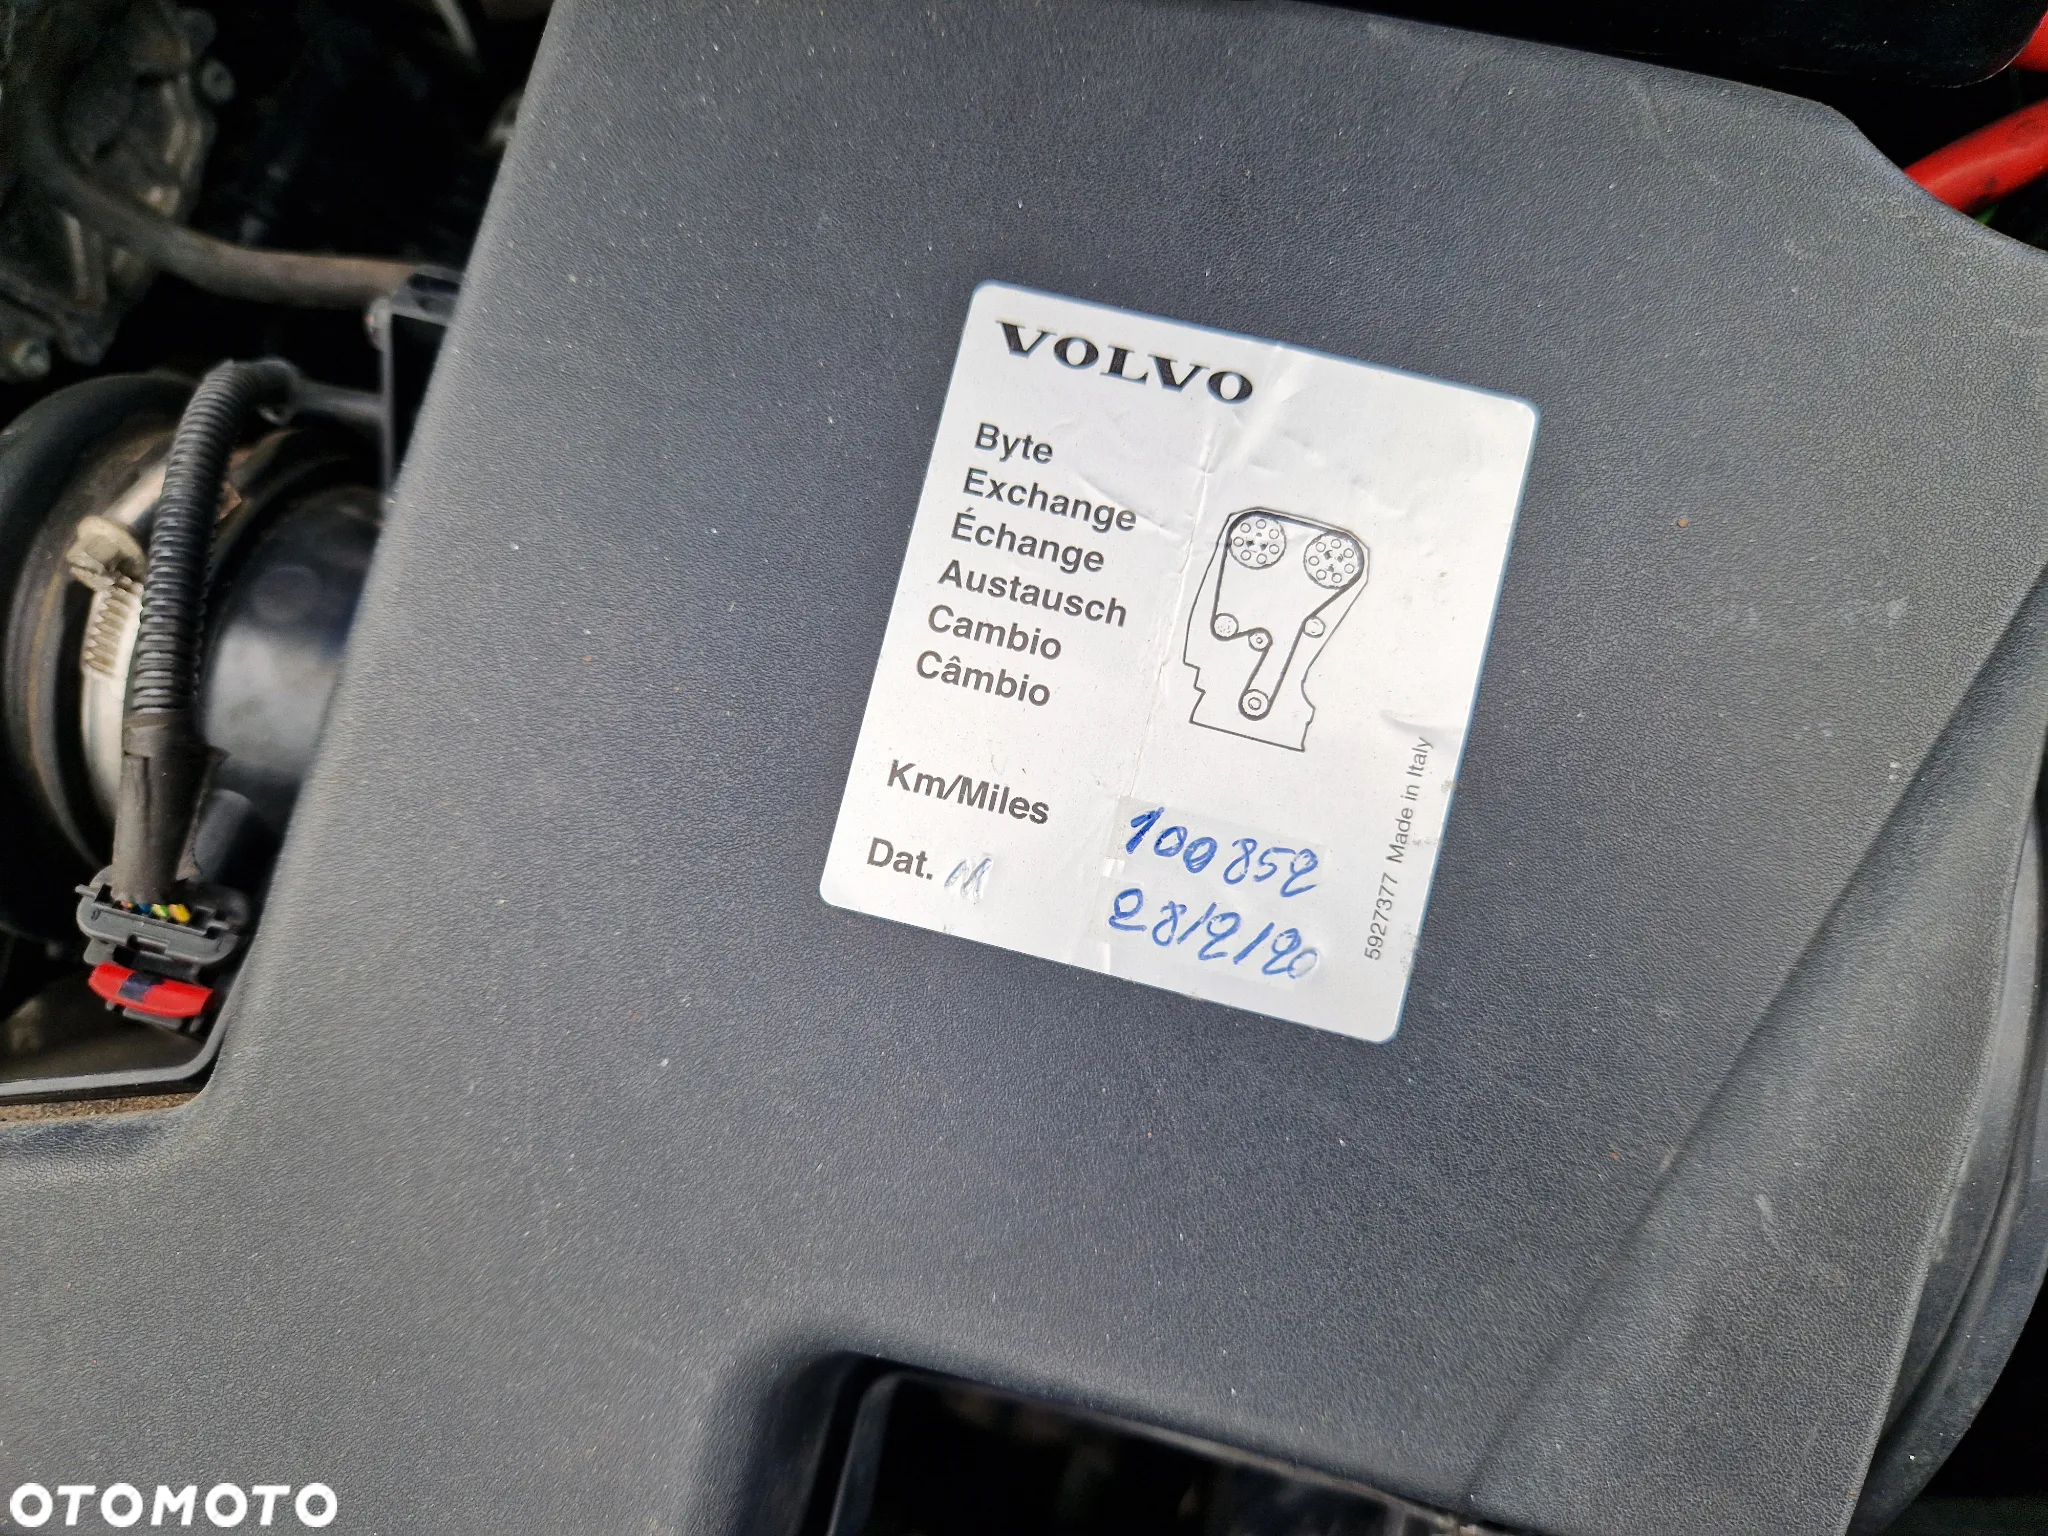 VOLVO
Byte
Exchange
Échange
Austausch
Cambio
Câmbio
Km/Miles 100852
Dat. 28/2/20
5927377 Made in Italy
OTOMOTO